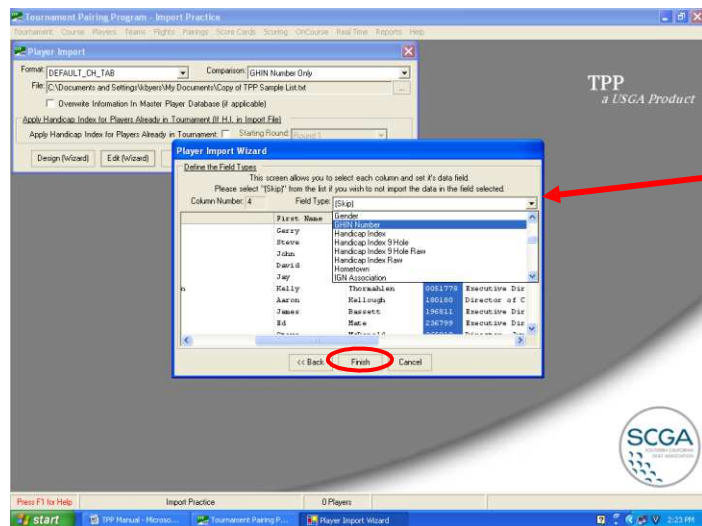 Tournament Pairing Program - Import Practice
Tournament Course Players Teams Flights Pairings Score Cards Scoring OnCourse Real Time Reports Help
Player Import
Format: DEFAULT_CH_TAB Comparison: GHIN Number Only
File: C:\Documents and Settings\kbyers\My Documents\Copy of TPP Sample List.txt ...
Overwrite Information In Master Player Database (if applicable)
Apply Handicap Index for Players Already in Tournament (If H.I. in Import File)
Apply Handicap Index for Players Already in Tournament: Starting Round: Round 1
Design (Wizard) Edit (Wizard)
TPP
a USGA Product
Player Import Wizard
Define the Field Types
This screen allows you to select each column and set it's data field.
Please select "(Skip)" from the list if you wish to not import the data in the field selected.
Column Number: 4 Field Type: (Skip)
Gender
GHIN Number
Handicap Index
Handicap Index 9 Hole
Handicap Index 9 Hole Raw
Handicap Index Raw
Hometown
IGN Association
First Name
Gerry
Steve
John
David
Jay
n Kelly Thormahlen 0051778 Executive Dir
Aaron Kellough 180180 Director of C
James Bassett 196811 Executive Dir
Ed Mate 236799 Executive Dir
<< Back Finish Cancel
SCGA
SOUTHERN CALIFORNIA
GOLF ASSOCIATION
Press F1 for Help Import Practice 0 Players
start TPP Manual - Microso... Tournament Pairing P... Player Import Wizard 2:23 PM